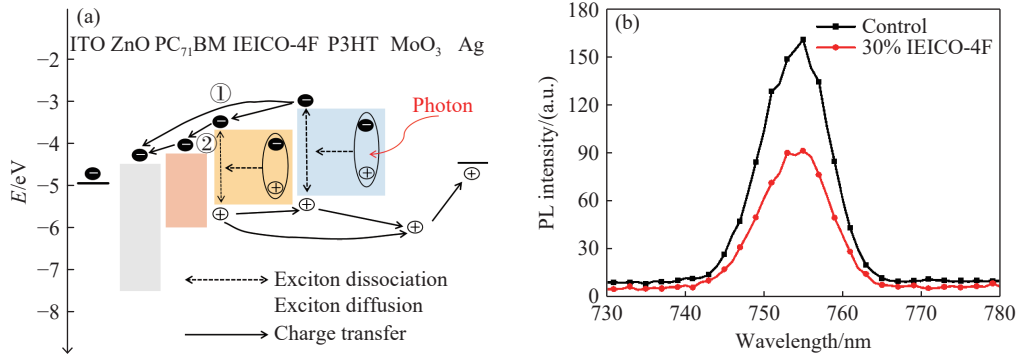 (a)
ITO ZnO PC₇₁BM IEICO-4F P3HT MoO₃ Ag
−2
−3
−4
−5
−6
−7
−8
E/eV
①
②
Photon
Exciton dissociation
Exciton diffusion
Charge transfer
(b)
Control
30% IEICO-4F
180
150
120
90
60
30
0
PL intensity/(a.u.)
730 740 750 760 770 780
Wavelength/nm